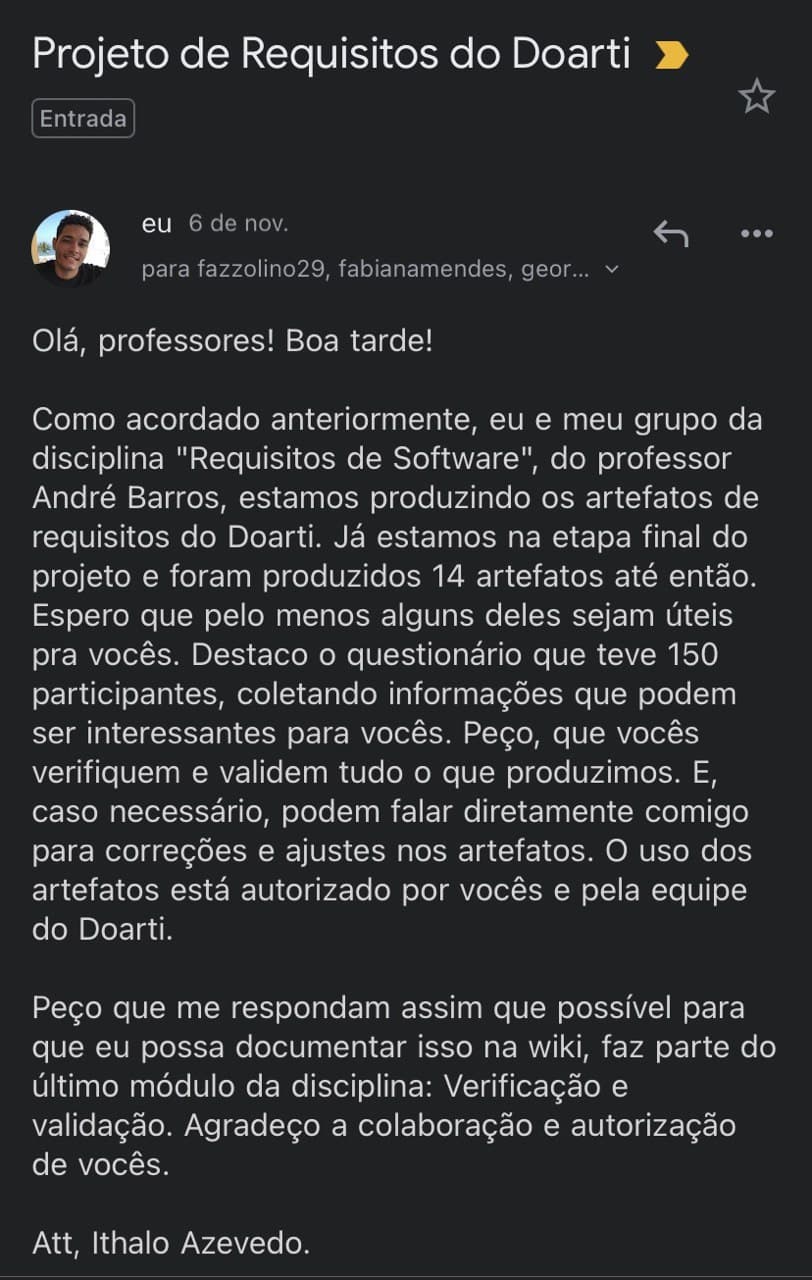 Projeto de Requisitos do Doarti
Entrada
eu 6 de nov.
para fazzolino29, fabianamendes, geor...
Olá, professores! Boa tarde!
Como acordado anteriormente, eu e meu grupo da
disciplina "Requisitos de Software", do professor
André Barros, estamos produzindo os artefatos de
requisitos do Doarti. Já estamos na etapa final do
projeto e foram produzidos 14 artefatos até então.
Espero que pelo menos alguns deles sejam úteis
pra vocês. Destaco o questionário que teve 150
participantes, coletando informações que podem
ser interessantes para vocês. Peço, que vocês
verifiquem e validem tudo o que produzimos. E,
caso necessário, podem falar diretamente comigo
para correções e ajustes nos artefatos. O uso dos
artefatos está autorizado por vocês e pela equipe
do Doarti.
Peço que me respondam assim que possível para
que eu possa documentar isso na wiki, faz parte do
último módulo da disciplina: Verificação e
validação. Agradeço a colaboração e autorização
de vocês.
Att, Ithalo Azevedo.